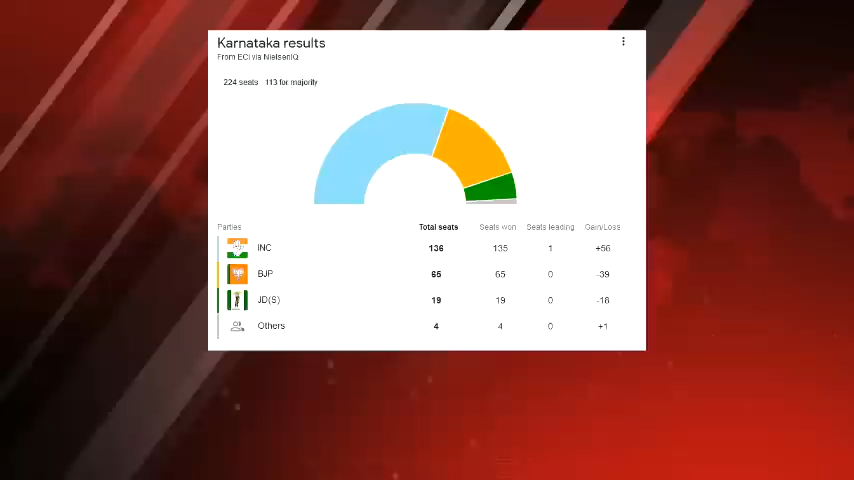 Karnataka results
From ECI via NielsenIQ
224 seats 113 for majority
Parties Total seats Seats won Seats leading Gain/Loss
INC 136 135 1 +56
BJP 65 65 0 -39
JD(S) 19 19 0 -18
Others 4 4 0 +1